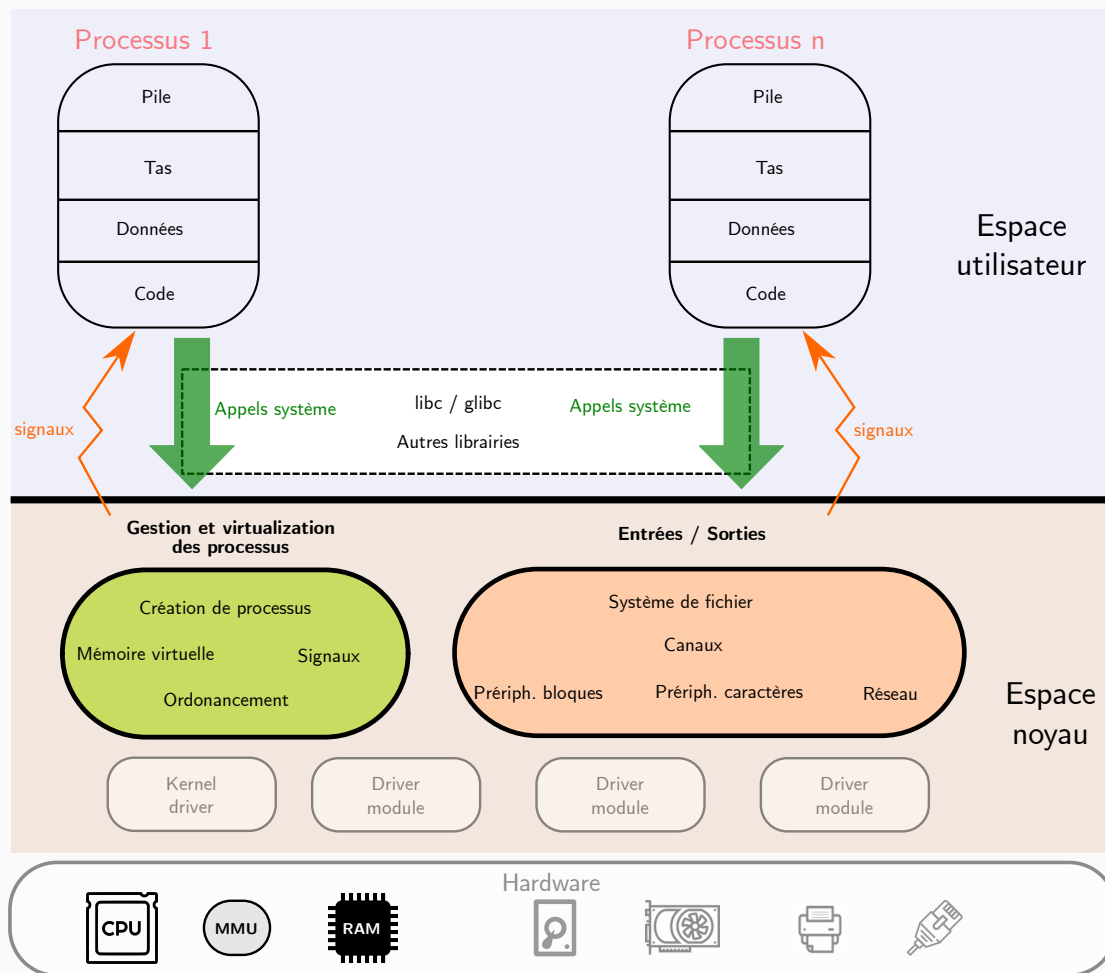 Processus 1
Processus n
Pile
Pile
Tas
Tas
Données
Données
Code
Code
Espace
utilisateur
signaux
Appels système
libc / glibc
Appels système
Autres librairies
signaux
Gestion et virtualization
des processus
Entrées / Sorties
Création de processus
Mémoire virtuelle
Signaux
Ordonancement
Système de fichier
Canaux
Prériph. bloques
Prériph. caractères
Réseau
Espace
noyau
Kernel
driver
Driver
module
Driver
module
Driver
module
Hardware
CPU
MMU
RAM